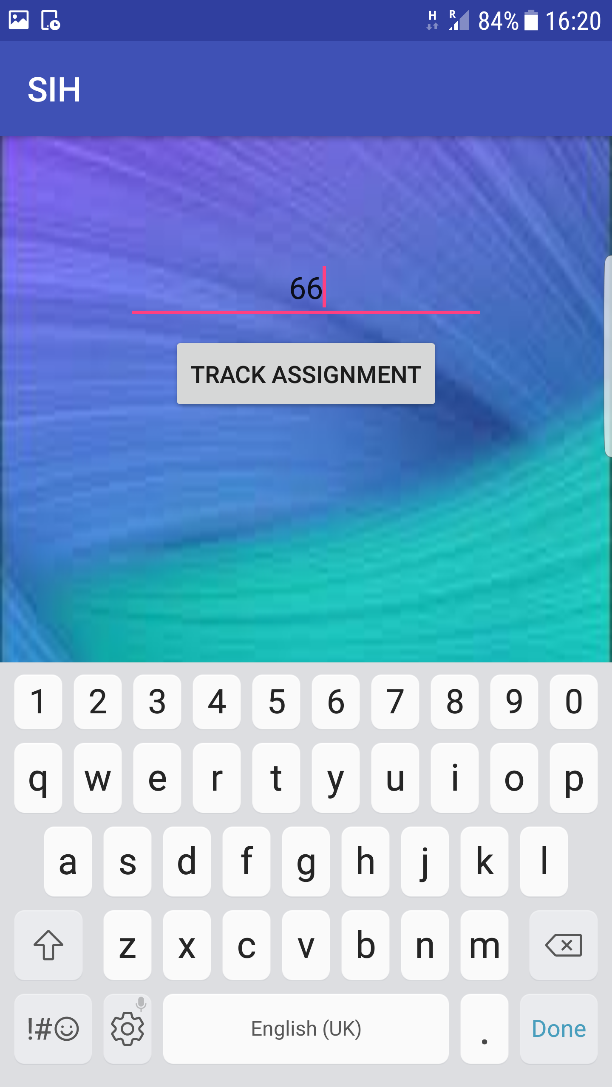 H R 84% 16:20
SIH
66
TRACK ASSIGNMENT
1 2 3 4 5 6 7 8 9 0
q w e r t y u i o p
a s d f g h j k l
z x c v b n m
!#☺ English (UK) . Done